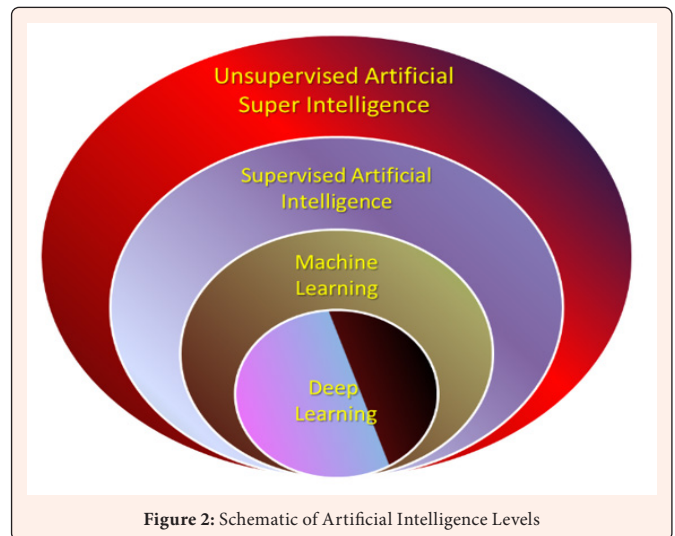 Unsupervised Artificial
Super Intelligence
Supervised Artificial
Intelligence
Machine
Learning
Deep
Learning
Figure 2: Schematic of Artificial Intelligence Levels